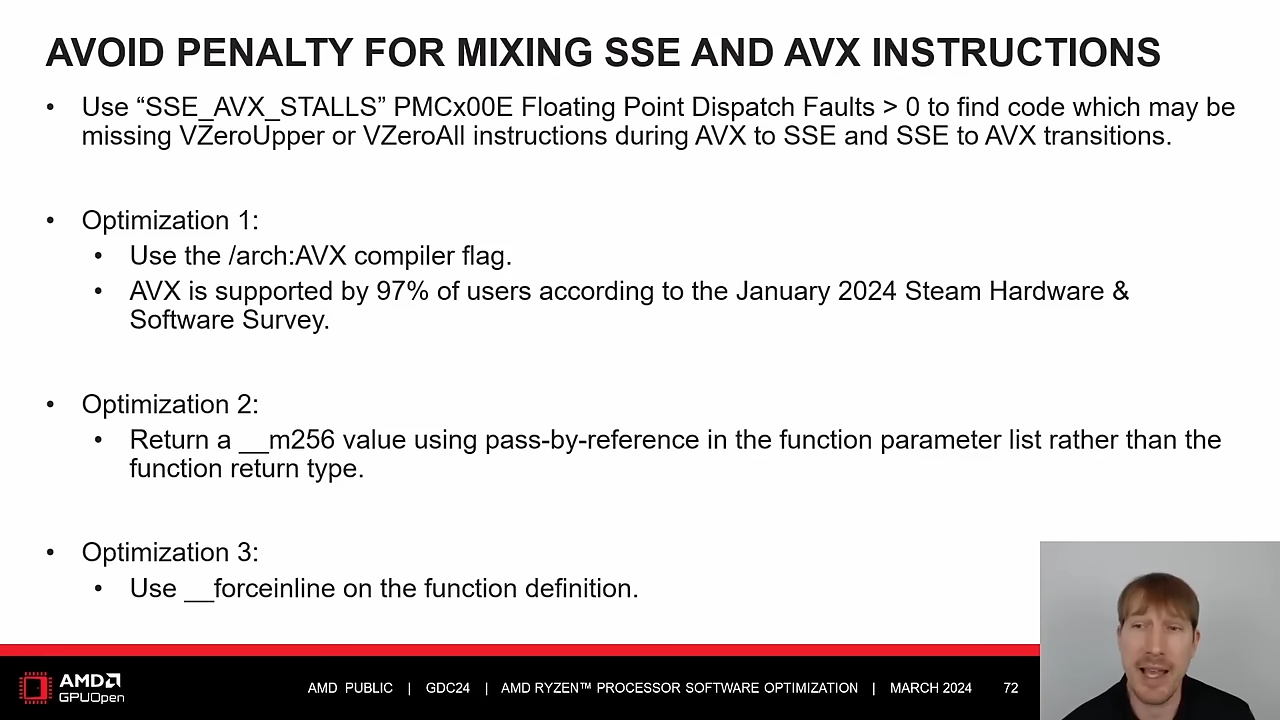 AVOID PENALTY FOR MIXING SSE AND AVX INSTRUCTIONS
• Use “SSE_AVX_STALLS” PMCx00E Floating Point Dispatch Faults > 0 to find code which may be
missing VZeroUpper or VZeroAll instructions during AVX to SSE and SSE to AVX transitions.
• Optimization 1:
• Use the /arch:AVX compiler flag.
• AVX is supported by 97% of users according to the January 2024 Steam Hardware &
Software Survey.
• Optimization 2:
• Return a __m256 value using pass-by-reference in the function parameter list rather than the
function return type.
• Optimization 3:
• Use __forceinline on the function definition.
AMD
GPUOpen
AMD PUBLIC | GDC24 | AMD RYZEN™ PROCESSOR SOFTWARE OPTIMIZATION | MARCH 2024 72